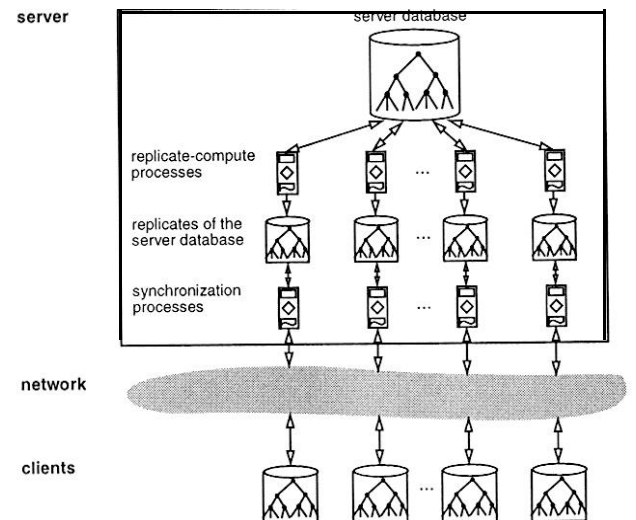 server
server database
replicate-compute
processes
...
replicates of the
server database
...
synchronization
processes
...
network
clients
...